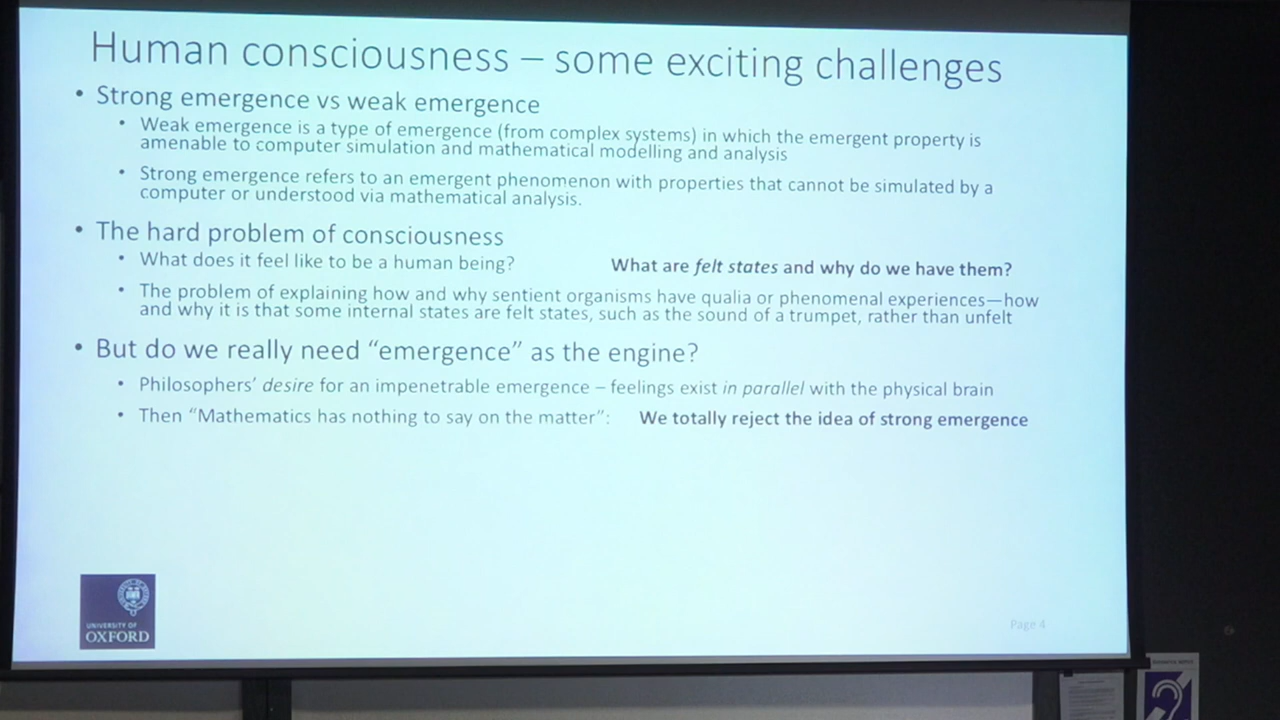 Human consciousness – some exciting challenges
• Strong emergence vs weak emergence
• Weak emergence is a type of emergence (from complex systems) in which the emergent property is
amenable to computer simulation and mathematical modelling and analysis
• Strong emergence refers to an emergent phenomenon with properties that cannot be simulated by a
computer or understood via mathematical analysis.
• The hard problem of consciousness
• What does it feel like to be a human being? What are felt states and why do we have them?
• The problem of explaining how and why sentient organisms have qualia or phenomenal experiences—how
and why it is that some internal states are felt states, such as the sound of a trumpet, rather than unfelt
• But do we really need “emergence” as the engine?
• Philosophers’ desire for an impenetrable emergence – feelings exist in parallel with the physical brain
• Then “Mathematics has nothing to say on the matter”: We totally reject the idea of strong emergence
UNIVERSITY OF
OXFORD
Page 4